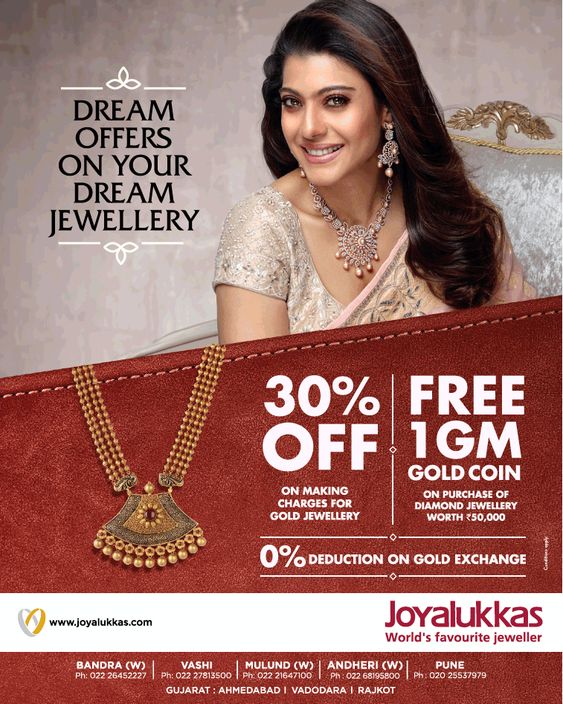 DREAM
OFFERS
ON YOUR
DREAM
JEWELLERY
30%
OFF
ON MAKING
CHARGES FOR
GOLD JEWELLERY
FREE
1GM
GOLD COIN
ON PURCHASE OF
DIAMOND JEWELLERY
WORTH ₹50,000
0% DEDUCTION ON GOLD EXCHANGE
www.joyalukkas.com
Joyalukkas
World's favourite jeweller
BANDRA (W) | VASHI | MULUND (W) | ANDHERI (W) | PUNE
Ph: 022 26452227 | Ph: 022 27813500 | Ph: 022 21647100 | Ph : 022 68195800 | Ph : 020 25537979
GUJARAT : AHMEDABAD I VADODARA I RAJKOT